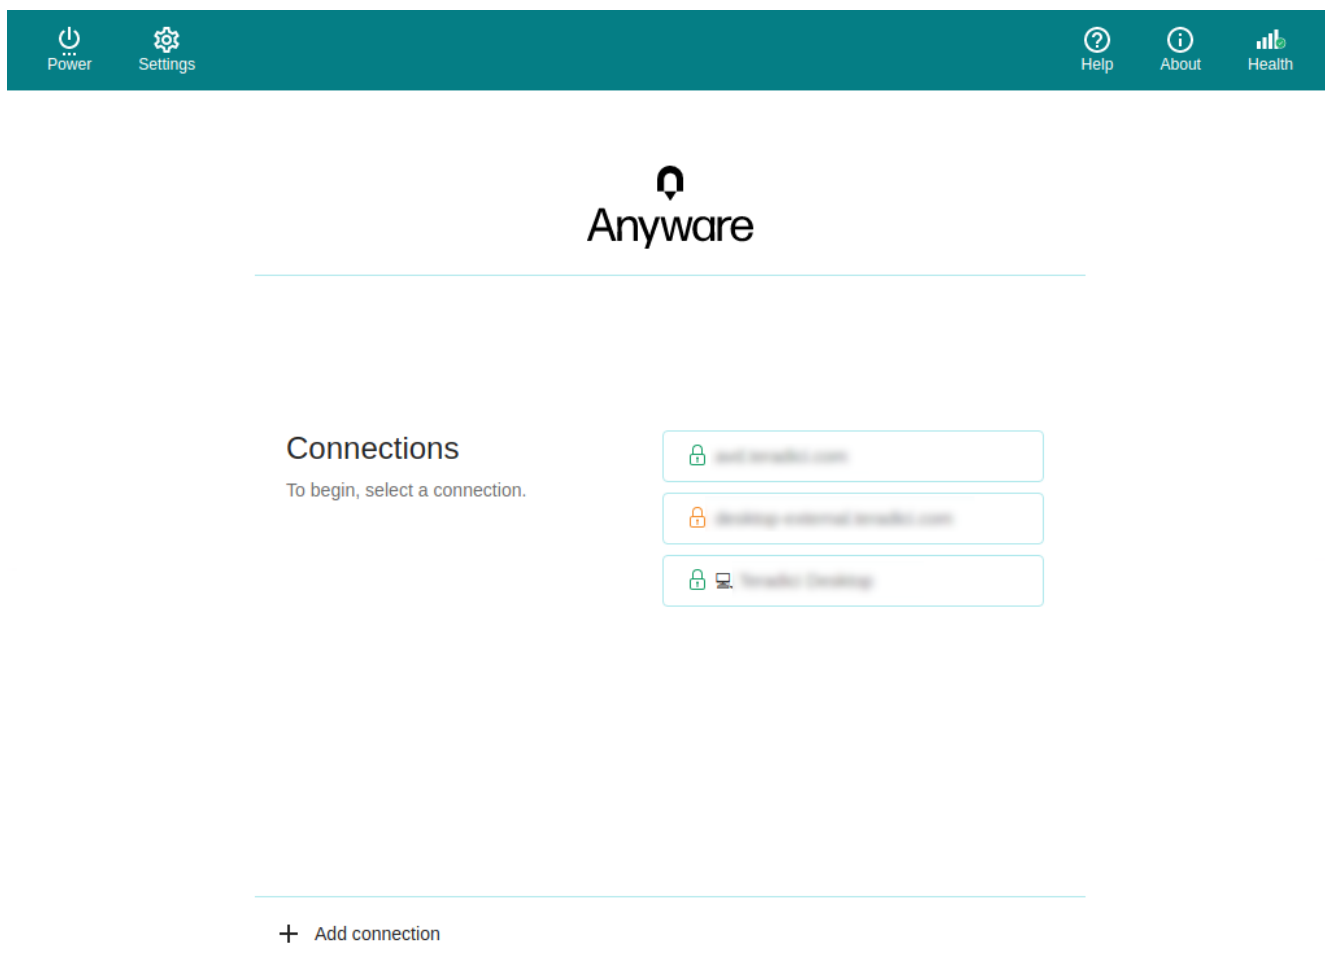 Power
Settings
Help
About
Health
Anyware
Connections
To begin, select a connection.
Add connection